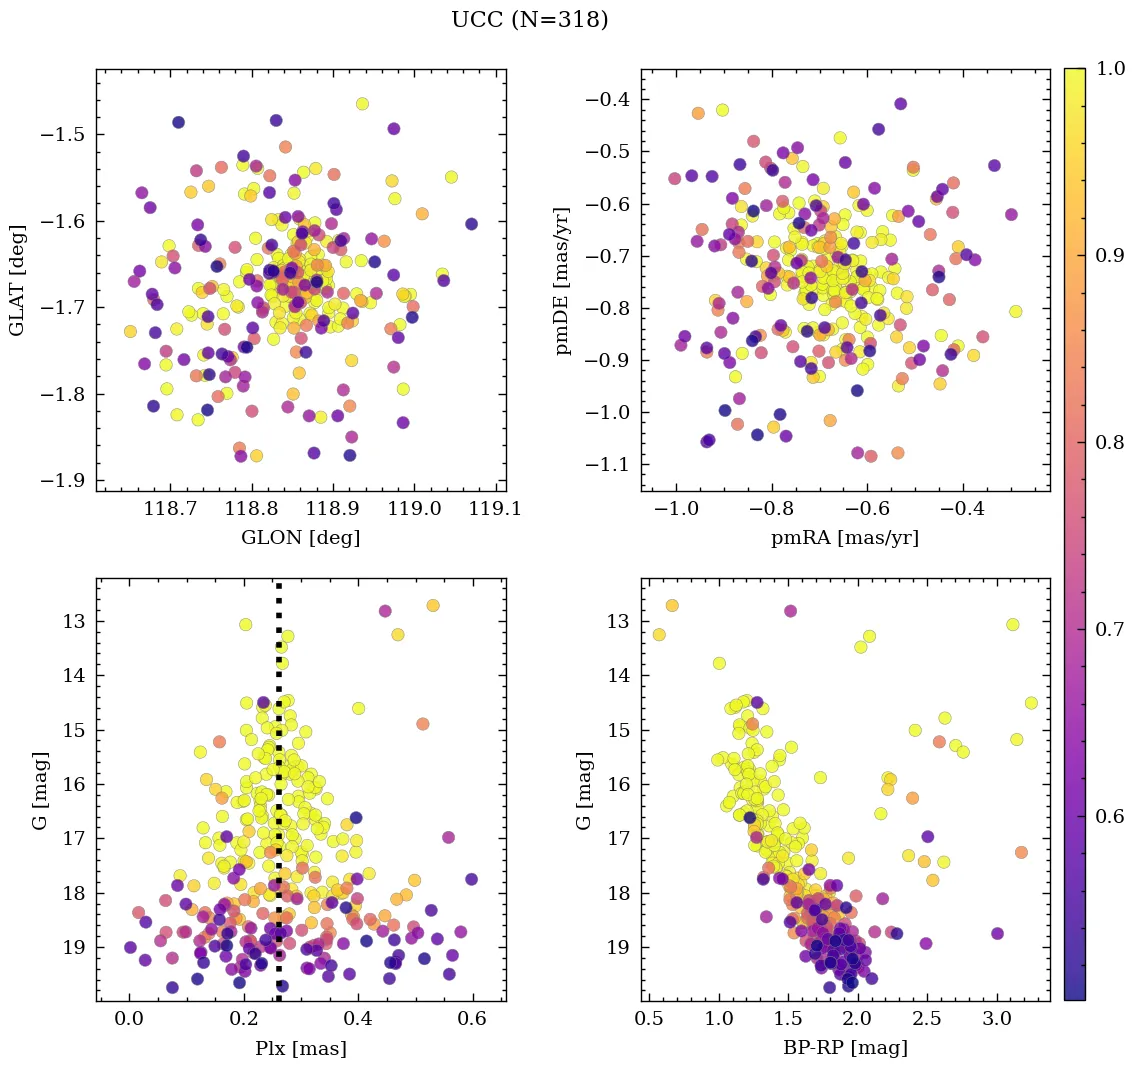 UCC (N=318)
−1.5
−1.6
−1.7
−1.8
−1.9
GLAT [deg]
118.7 118.8 118.9 119.0 119.1
GLON [deg]
−0.4
−0.5
−0.6
−0.7
−0.8
−0.9
−1.0
−1.1
pmDE [mas/yr]
−1.0 −0.8 −0.6 −0.4
pmRA [mas/yr]
13
14
15
16
17
18
19
G [mag]
0.0 0.2 0.4 0.6
Plx [mas]
13
14
15
16
17
18
19
G [mag]
0.5 1.0 1.5 2.0 2.5 3.0
BP-RP [mag]
1.0
0.9
0.8
0.7
0.6